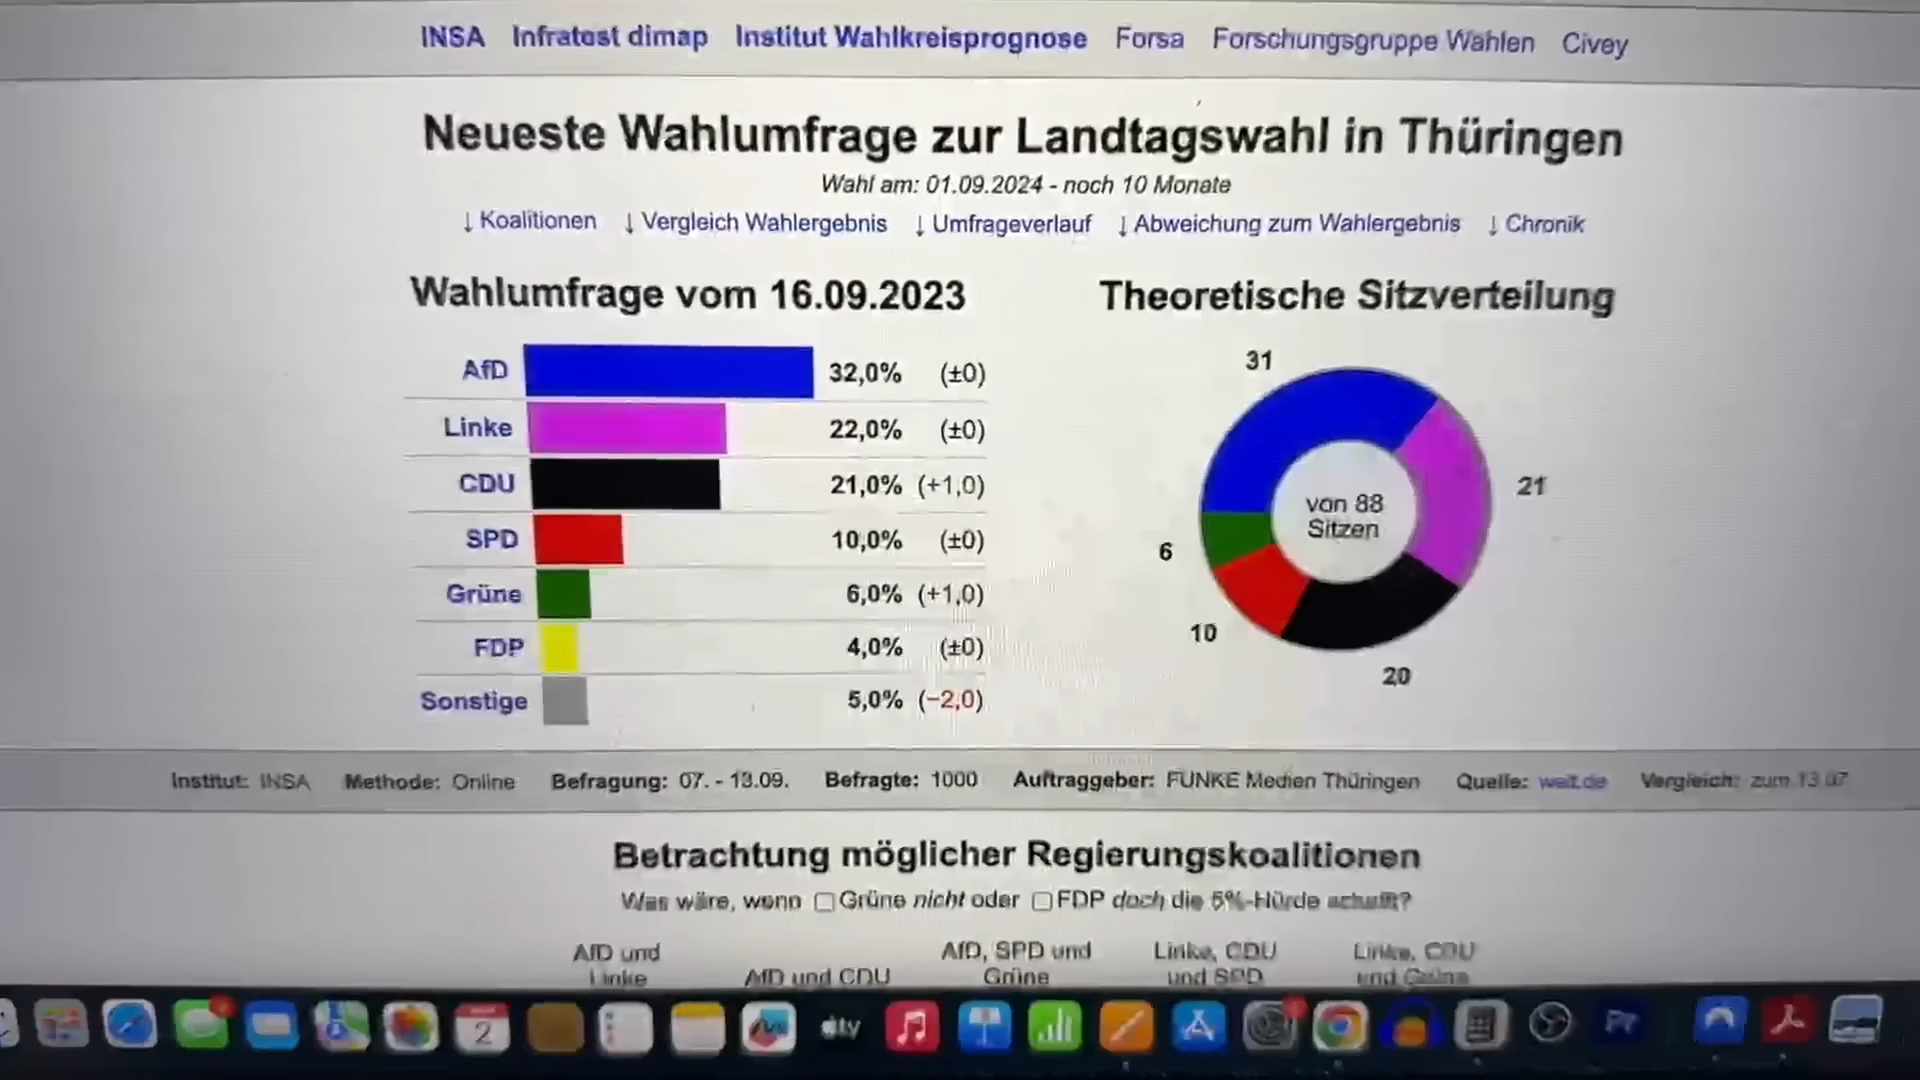 INSA Infratest dimap Institut Wahlkreisprognose Forsa Forschungsgruppe Wahlen Civey
Neueste Wahlumfrage zur Landtagswahl in Thüringen
Wahl am: 01.09.2024 - noch 10 Monate
↓ Koalitionen ↓ Vergleich Wahlergebnis ↓ Umfrageverlauf ↓ Abweichung zum Wahlergebnis ↓ Chronik
Wahlumfrage vom 16.09.2023
AfD 32,0% (±0)
Linke 22,0% (±0)
CDU 21,0% (+1,0)
SPD 10,0% (±0)
Grüne 6,0% (+1,0)
FDP 4,0% (±0)
Sonstige 5,0% (−2,0)
Theoretische Sitzverteilung
31
21
von 88
Sitzen
6
10
20
Institut: INSA Methode: Online Befragung: 07. - 13.09. Befragte: 1000 Auftraggeber: FUNKE Medien Thüringen Quelle: welt.de Vergleich: zum 13.07
Betrachtung möglicher Regierungskoalitionen
Was wäre, wenn Grüne nicht oder FDP doch die 5%-Hürde schafft?
AfD und
Linke
AfD und CDU
AfD, SPD und
Grüne
Linke, CDU
und SPD
Linke, CDU
und Grüne
2
tv
Pr